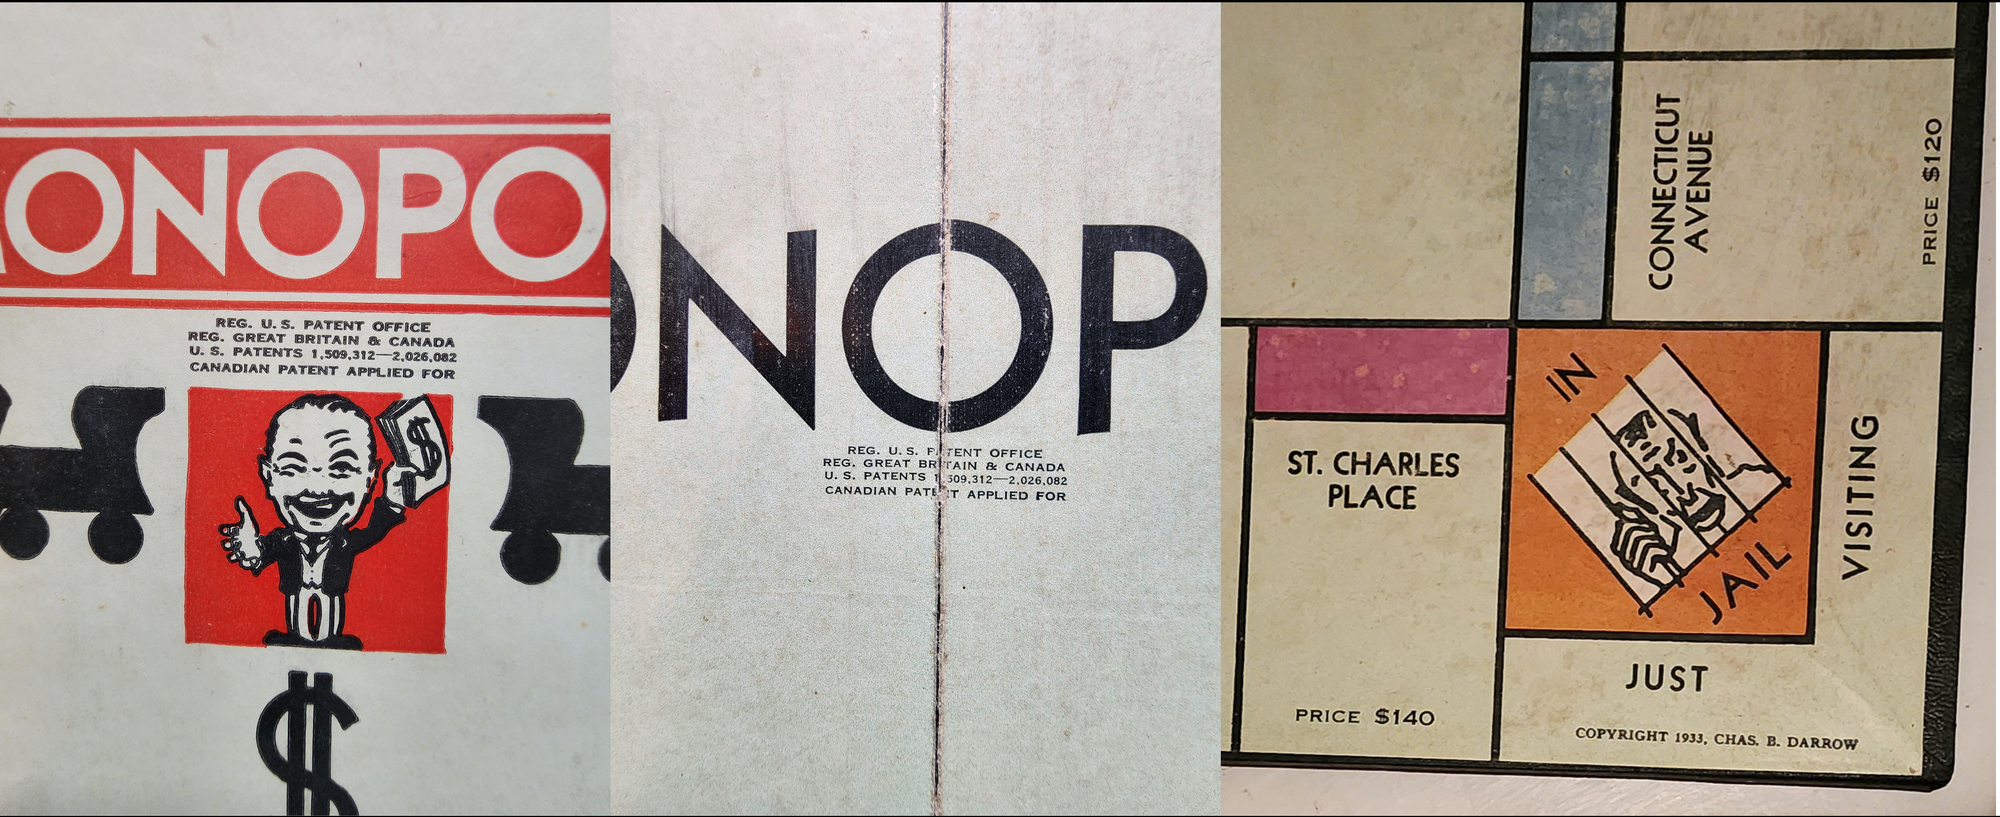 MONOPO
REG. U. S. PATENT OFFICE
REG. GREAT BRITAIN & CANADA
U. S. PATENTS 1,509,312—2,026,082
CANADIAN PATENT APPLIED FOR
$
$
ONOP
REG. U. S. PATENT OFFICE
REG. GREAT BRITAIN & CANADA
U. S. PATENTS 1,509,312—2,026,082
CANADIAN PATENT APPLIED FOR
CONNECTICUT
AVENUE
PRICE $120
ST. CHARLES
PLACE
PRICE $140
IN
JAIL
JUST
VISITING
COPYRIGHT 1933, CHAS. B. DARROW